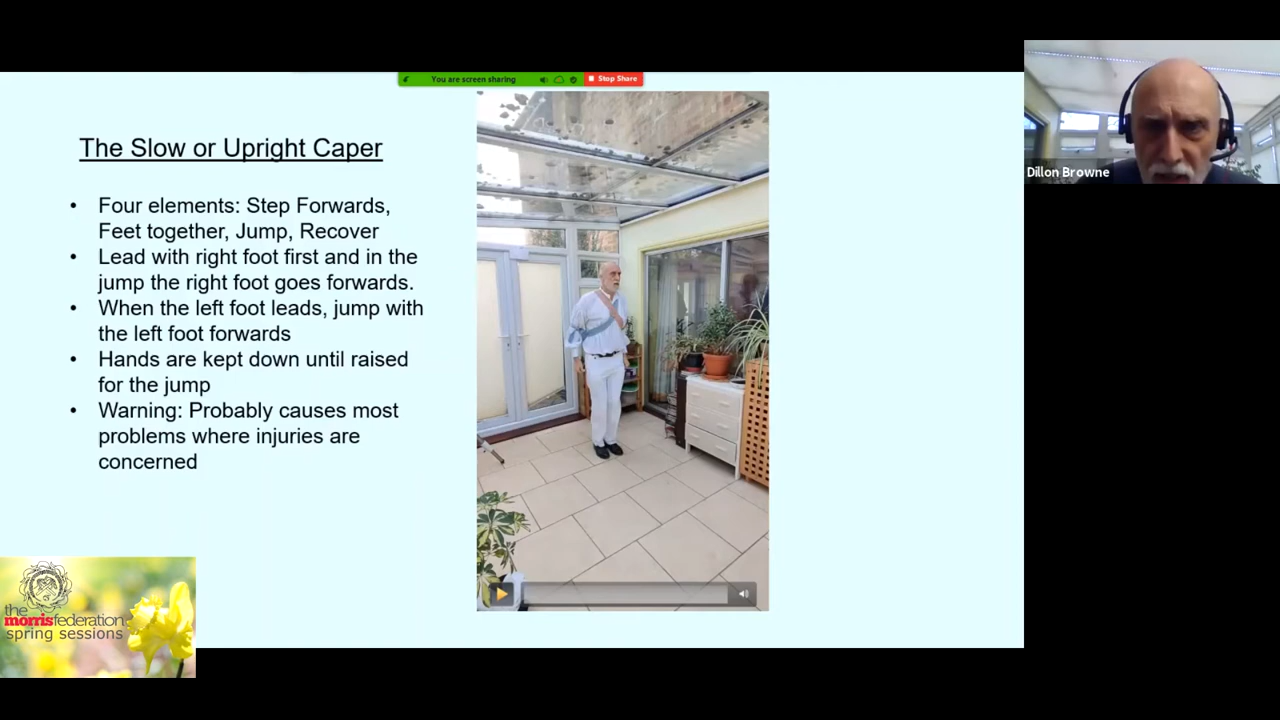 You are screen sharing
Stop Share
The Slow or Upright Caper
• Four elements: Step Forwards,
Feet together, Jump, Recover
• Lead with right foot first and in the
jump the right foot goes forwards.
• When the left foot leads, jump with
the left foot forwards
• Hands are kept down until raised
for the jump
• Warning: Probably causes most
problems where injuries are
concerned
Dillon Browne
the
morrisfederation
spring sessions